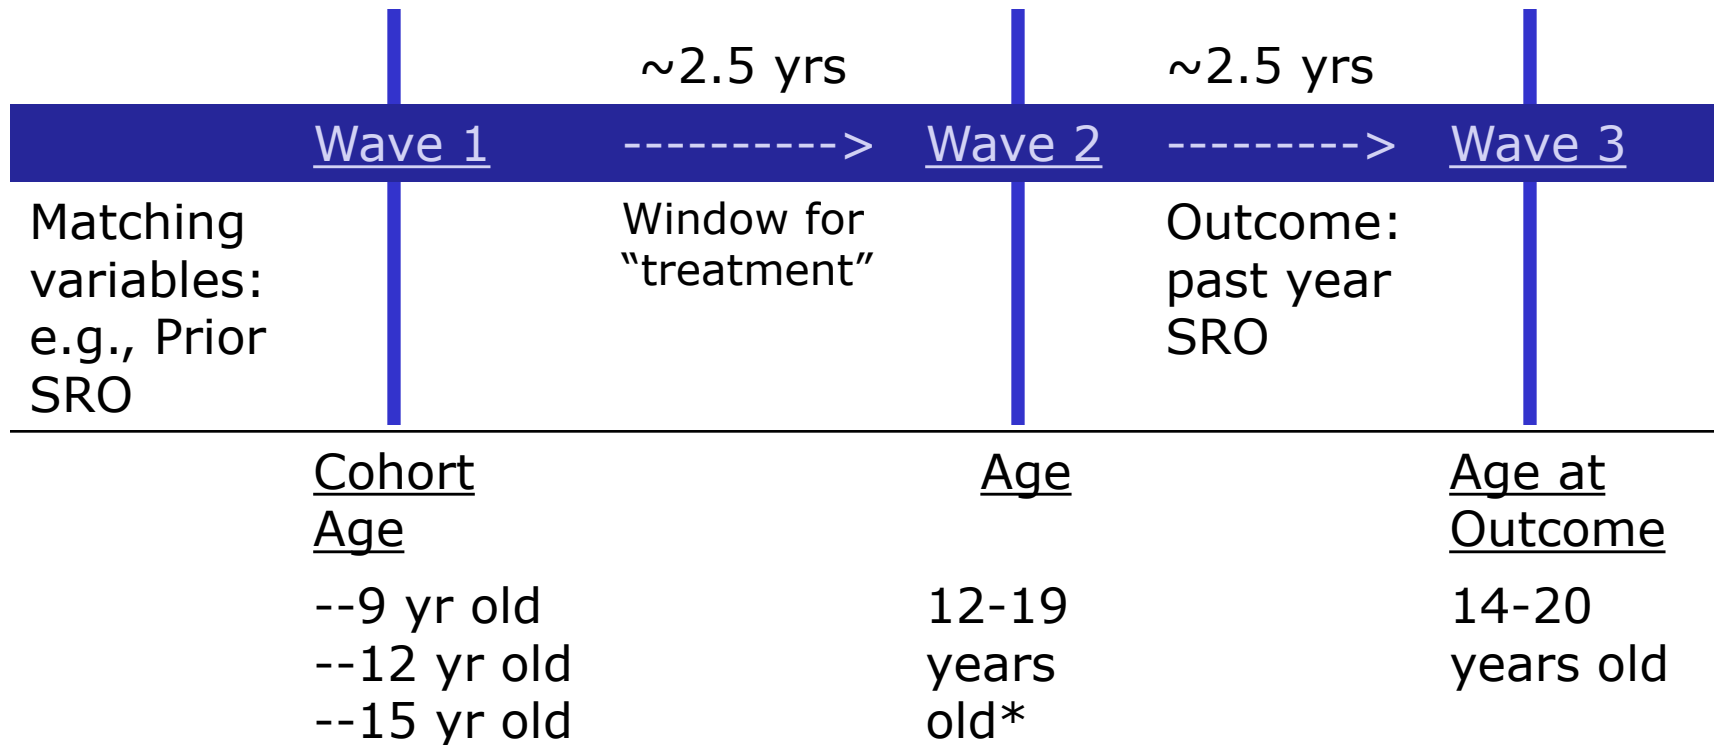 ~2.5 yrs ~2.5 yrs
Wave 1 ----------> Wave 2 ---------> Wave 3
Matching
variables:
e.g., Prior
SRO
Window for
“treatment”
Outcome:
past year
SRO
Cohort
Age
Age
Age at
Outcome
--9 yr old
--12 yr old
--15 yr old
12-19
years
old*
14-20
years old